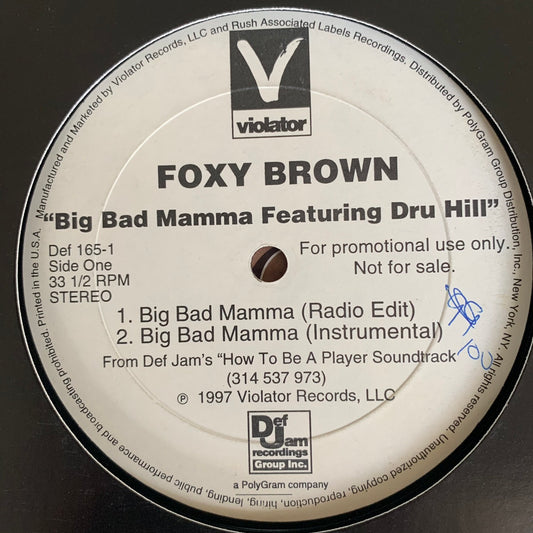 Manufactured and Marketed by Violator Records, LLC and Rush Associated Labels Recordings. Distributed by PolyGram Group Distribution, Inc., New York, NY. All rights reserved. Unauthorized copying, reproduction, hiring, lending, public performance and broadcasting prohibited. Printed in the U.S.A.
V
violator
FOXY BROWN
“Big Bad Mamma Featuring Dru Hill”
Def 165-1
Side One
33 1/2 RPM
STEREO
For promotional use only.
Not for sale.
1. Big Bad Mamma (Radio Edit)
2. Big Bad Mamma (Instrumental)
From Def Jam's “How To Be A Player Soundtrack
(314 537 973)
℗ 1997 Violator Records, LLC
Def
Jam
recordings
Group Inc.
a PolyGram company